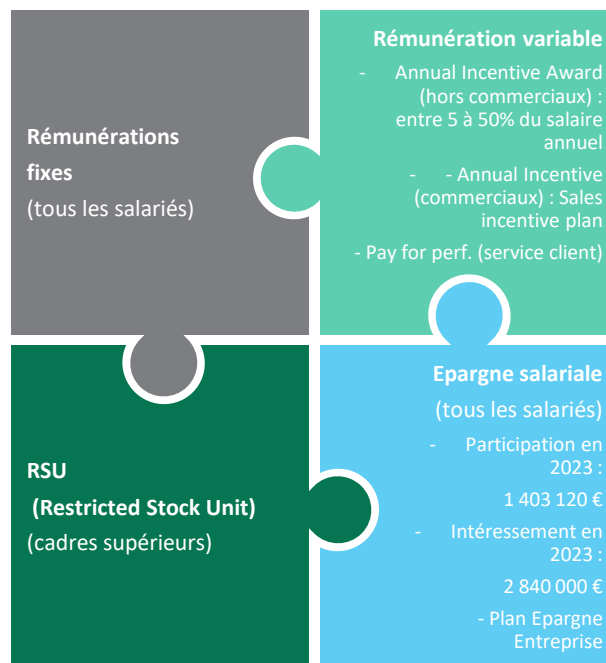 Rémunérations
fixes
(tous les salariés)
Rémunération variable
- Annual Incentive Award
(hors commerciaux) :
entre 5 à 50% du salaire
annuel
- - Annual Incentive
(commerciaux) : Sales
incentive plan
- Pay for perf. (service client)
RSU
(Restricted Stock Unit)
(cadres supérieurs)
Epargne salariale
(tous les salariés)
- Participation en
2023 :
1 403 120 €
- Intéressement en
2023 :
2 840 000 €
- Plan Epargne
Entreprise